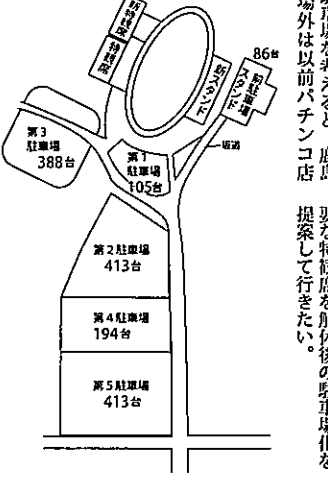 場外は以前パチンコ店
要な特観席を解体後の駐車場化を
提案して行きたい。
新特観席
特観席
新スタンド
前駐車場
スタンド
86台
坂道
第3
駐車場
388台
第1
駐車場
105台
第2駐車場
413台
第4駐車場
194台
第5駐車場
413台